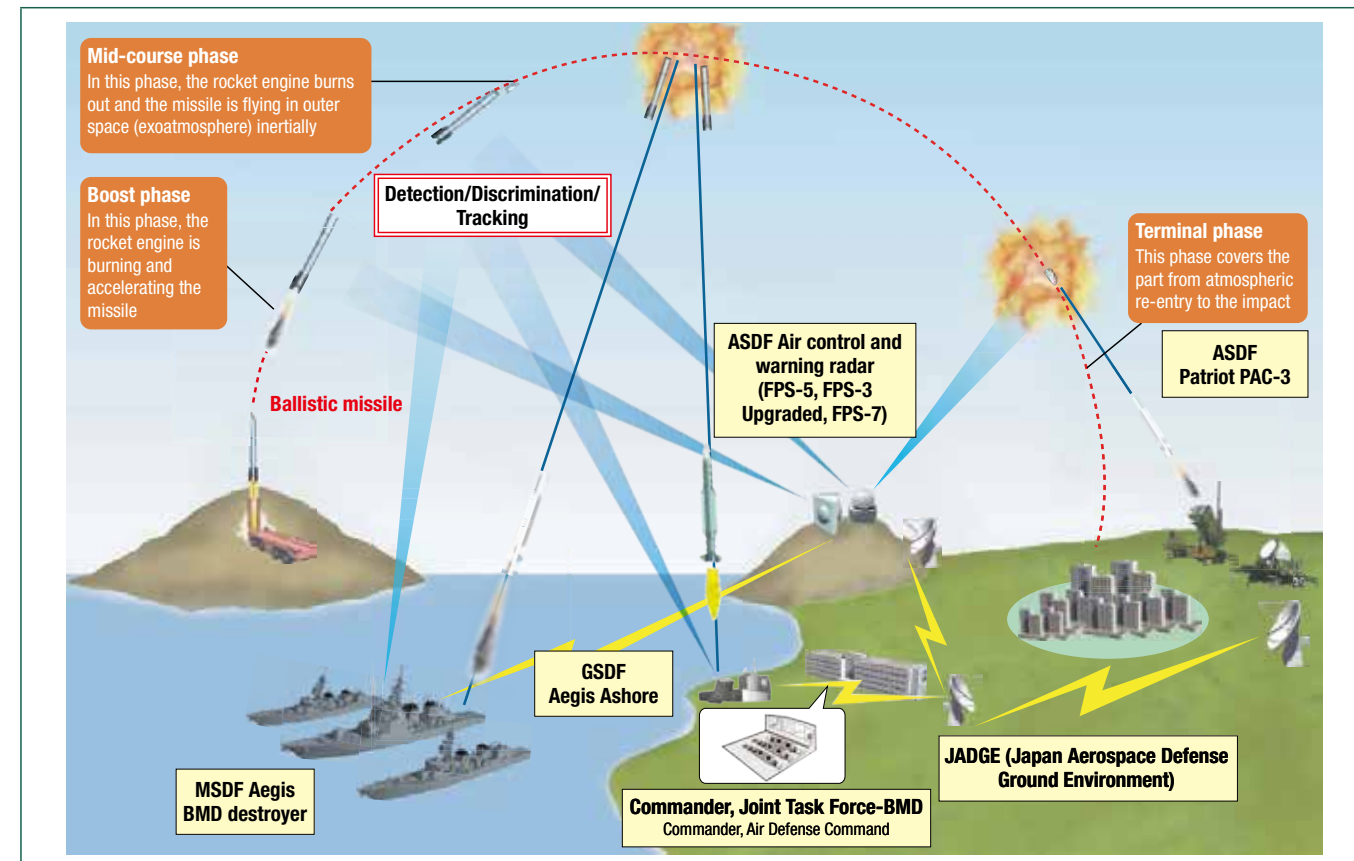 Mid-course phase
In this phase, the rocket engine burns
out and the missile is flying in outer
space (exoatmosphere) inertially
Boost phase
In this phase, the
rocket engine is
burning and
accelerating the
missile
Detection/Discrimination/
Tracking
Terminal phase
This phase covers the
part from atmospheric
re-entry to the impact
ASDF Air control and
warning radar
(FPS-5, FPS-3
Upgraded, FPS-7)
ASDF
Patriot PAC-3
Ballistic missile
GSDF
Aegis Ashore
MSDF Aegis
BMD destroyer
JADGE (Japan Aerospace Defense
Ground Environment)
Commander, Joint Task Force-BMD
Commander, Air Defense Command